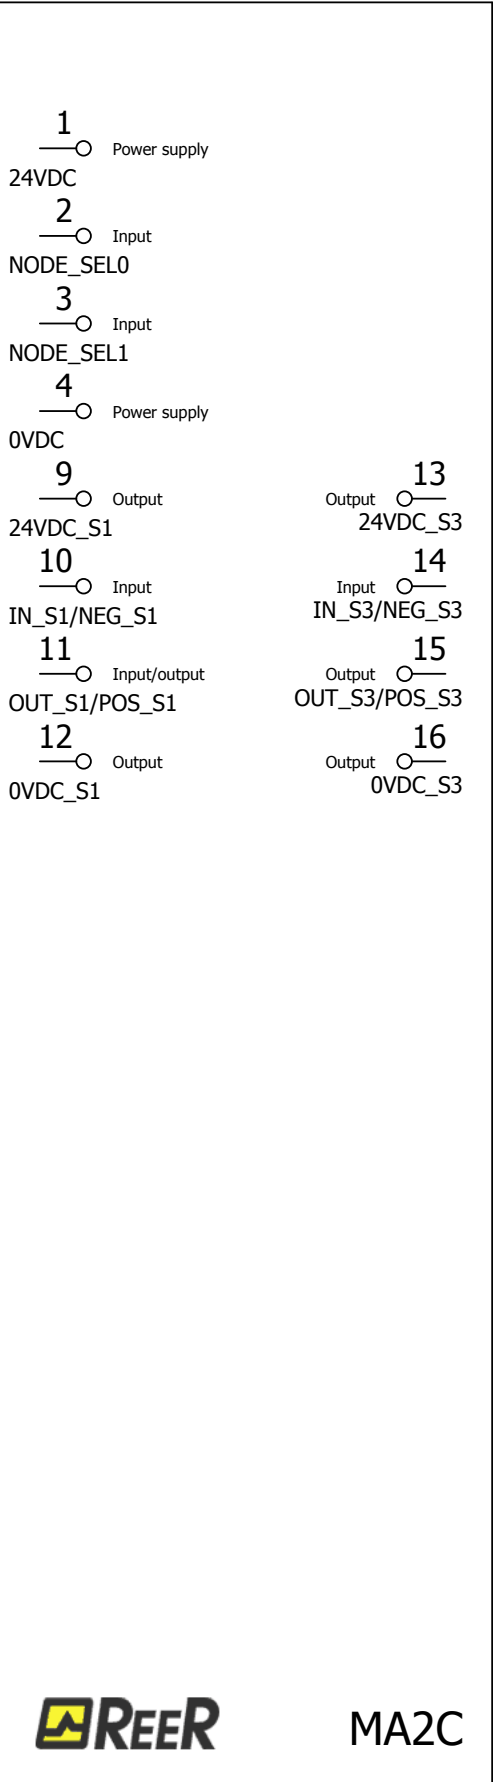 1
Power supply
24VDC
2
Input
NODE_SEL0
3
Input
NODE_SEL1
4
Power supply
0VDC
9
Output
24VDC_S1
10
Input
IN_S1/NEG_S1
11
Input/output
OUT_S1/POS_S1
12
Output
0VDC_S1
13
Output
24VDC_S3
14
Input
IN_S3/NEG_S3
15
Output
OUT_S3/POS_S3
16
Output
0VDC_S3
REER
MA2C